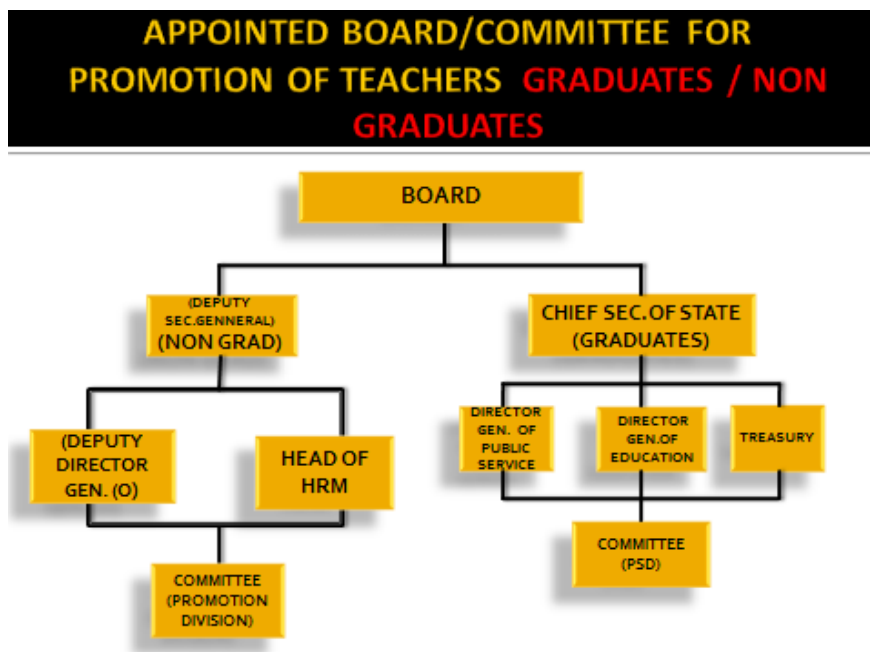 APPOINTED BOARD/COMMITTEE FOR
PROMOTION OF TEACHERS GRADUATES / NON
GRADUATES
BOARD
(DEPUTY
SEC.GENNERAL)
(NON GRAD)
CHIEF SEC.OF STATE
(GRADUATES)
(DEPUTY
DIRECTOR
GEN. (O)
HEAD OF
HRM
DIRECTOR
GEN. OF
PUBLIC
SERVICE
DIRECTOR
GEN.OF
EDUCATION
TREASURY
COMMITTEE
(PROMOTION
DIVISION)
COMMITTEE
(PSD)